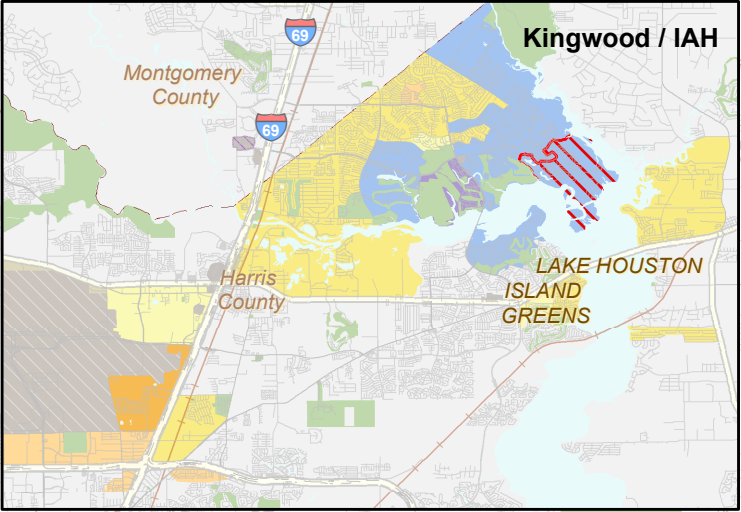 69
Kingwood / IAH
Montgomery
County
69
Harris
County
LAKE HOUSTON
ISLAND
GREENS